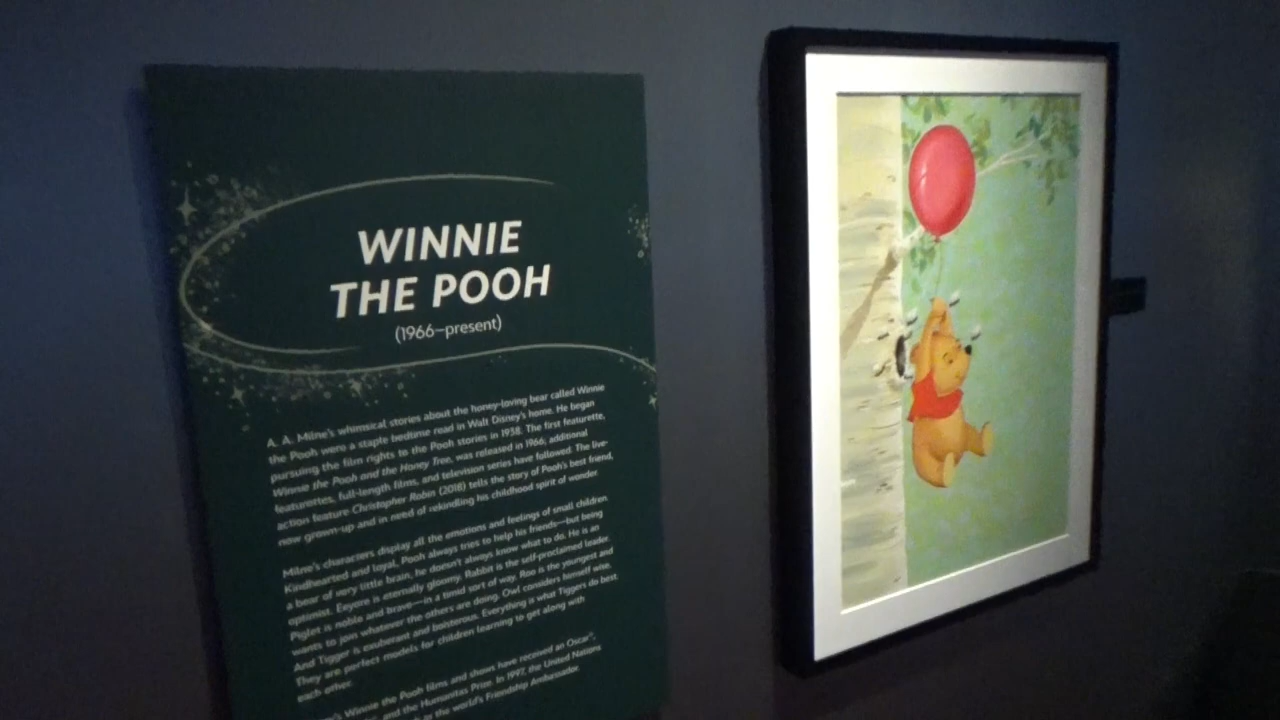 WINNIE
THE POOH
(1966–present)
A. A. Milne's whimsical stories about the honey-loving bear called Winnie
the Pooh were a staple bedtime read in Walt Disney's home. He began
pursuing the film rights to the Pooh stories in 1938. The first featurette,
Winnie the Pooh and the Honey Tree, was released in 1966; additional
featurettes, full-length films, and television series have followed. The live-
action feature Christopher Robin (2018) tells the story of Pooh's best friend,
now grown-up and in need of rekindling his childhood spirit of wonder.
Milne's characters display all the emotions and feelings of small children.
Kindhearted and loyal, Pooh always tries to help his friends—but being
a bear of very little brain, he doesn't always know what to do. He is an
optimist. Eeyore is eternally gloomy. Rabbit is the self-proclaimed leader.
Piglet is noble and brave—in a timid sort of way. Roo is the youngest and
wants to join whatever the others are doing. Owl considers himself wise.
And Tigger is exuberant and boisterous. Everything is what Tiggers do best.
They are perfect models for children learning to get along with
each other.
Winnie the Pooh films and shows have received an Oscar®,
and the Humanitas Prize. In 1997, the United Nations
as the world's Friendship Ambassador.